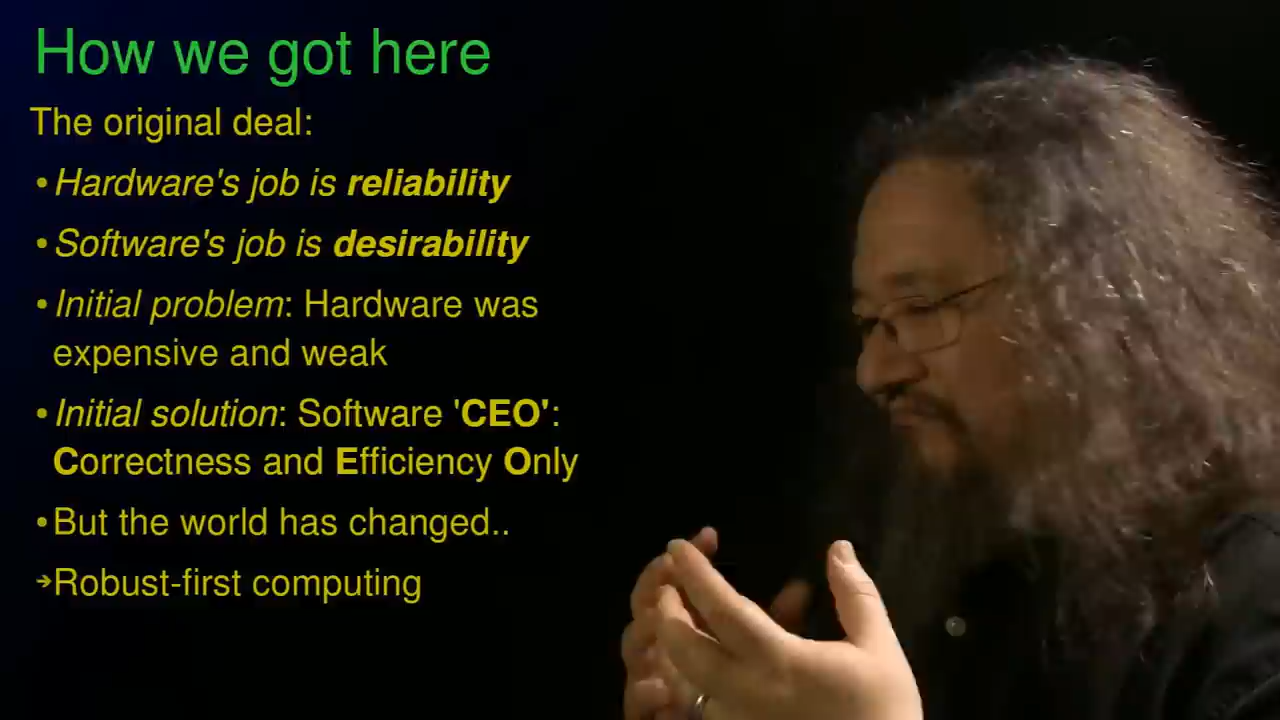 How we got here
The original deal:
•Hardware's job is reliability
•Software's job is desirability
•Initial problem: Hardware was
expensive and weak
•Initial solution: Software 'CEO':
Correctness and Efficiency Only
•But the world has changed..
➔Robust-first computing